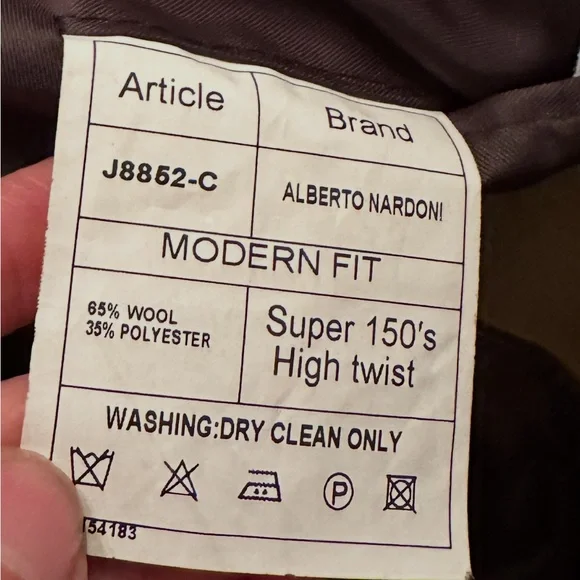 Article Brand
J8852-C ALBERTO NARDONI
MODERN FIT
65% WOOL
35% POLYESTER
Super 150's
High twist
WASHING:DRY CLEAN ONLY
P
54183